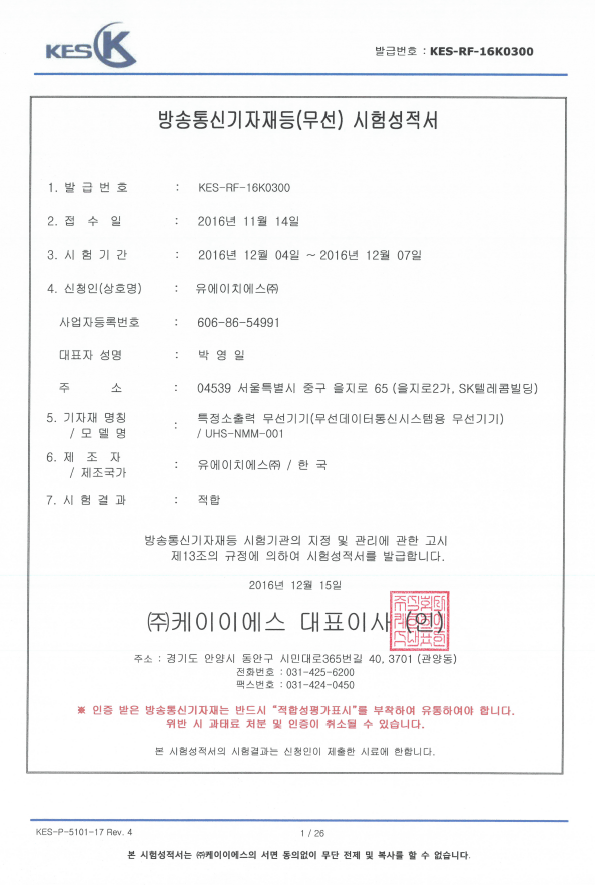 KES
발급번호 : KES-RF-16K0300
방송통신기자재등(무선) 시험성적서
1. 발 급 번 호 : KES-RF-16K0300
2. 접 수 일 : 2016년 11월 14일
3. 시 험 기 간 : 2016년 12월 04일 ~ 2016년 12월 07일
4. 신청인(상호명) : 유에이치에스㈜
사업자등록번호 : 606-86-54991
대표자 성명 : 박 영 일
주 소 : 04539 서울특별시 중구 을지로 65 (을지로2가, SK텔레콤빌딩)
5. 기자재 명칭 / 모 델 명 : 특정소출력 무선기기(무선데이터통신시스템용 무선기기) / UHS-NMM-001
6. 제 조 자 / 제조국가 : 유에이치에스㈜ / 한 국
7. 시 험 결 과 : 적합
방송통신기자재등 시험기관의 지정 및 관리에 관한 고시
제13조의 규정에 의하여 시험성적서를 발급합니다.
2016년 12월 15일
㈜케이이에스 대표이사 (인)
주소 : 경기도 안양시 동안구 시민대로365번길 40, 3701 (관양동)
전화번호 : 031-425-6200
팩스번호 : 031-424-0450
※ 인증 받은 방송통신기자재는 반드시 "적합성평가표시"를 부착하여 유통하여야 합니다.
위반 시 과태료 처분 및 인증이 취소될 수 있습니다.
본 시험성적서의 시험결과는 신청인이 제출한 시료에 한합니다.
KES-P-5101-17 Rev. 4
1 / 26
본 시험성적서는 ㈜케이이에스의 서면 동의없이 무단 전재 및 복사를 할 수 없습니다.